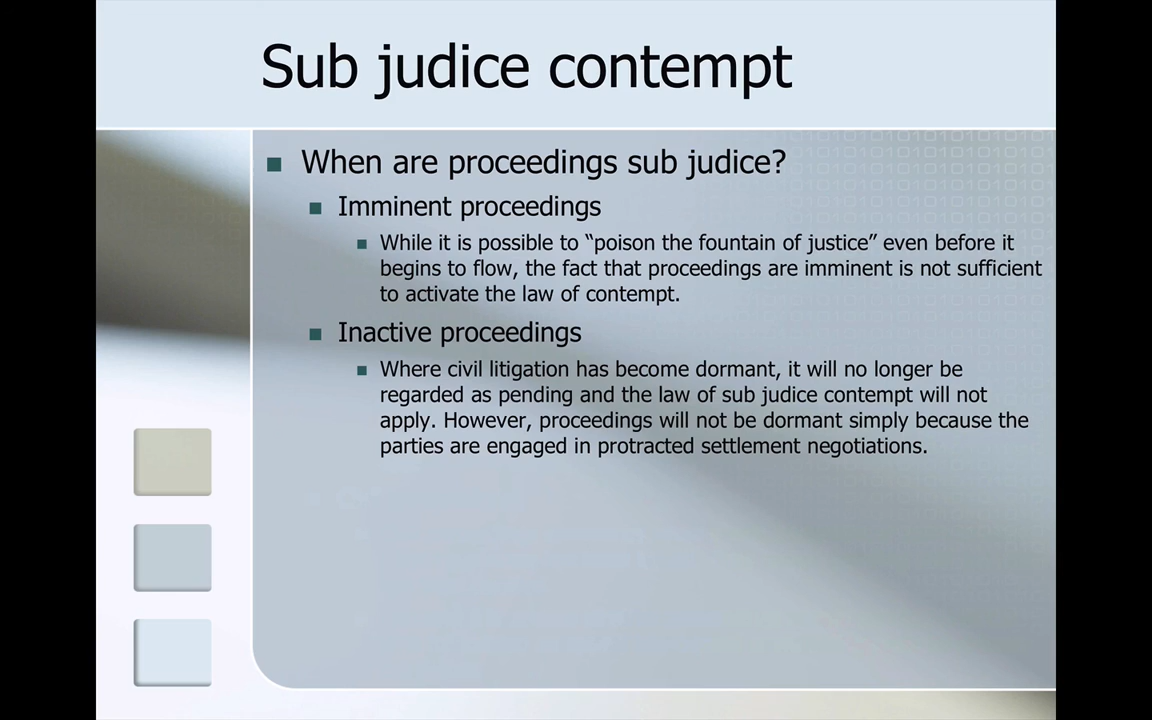 Sub judice contempt
When are proceedings sub judice?
Imminent proceedings
While it is possible to “poison the fountain of justice” even before it
begins to flow, the fact that proceedings are imminent is not sufficient
to activate the law of contempt.
Inactive proceedings
Where civil litigation has become dormant, it will no longer be
regarded as pending and the law of sub judice contempt will not
apply. However, proceedings will not be dormant simply because the
parties are engaged in protracted settlement negotiations.